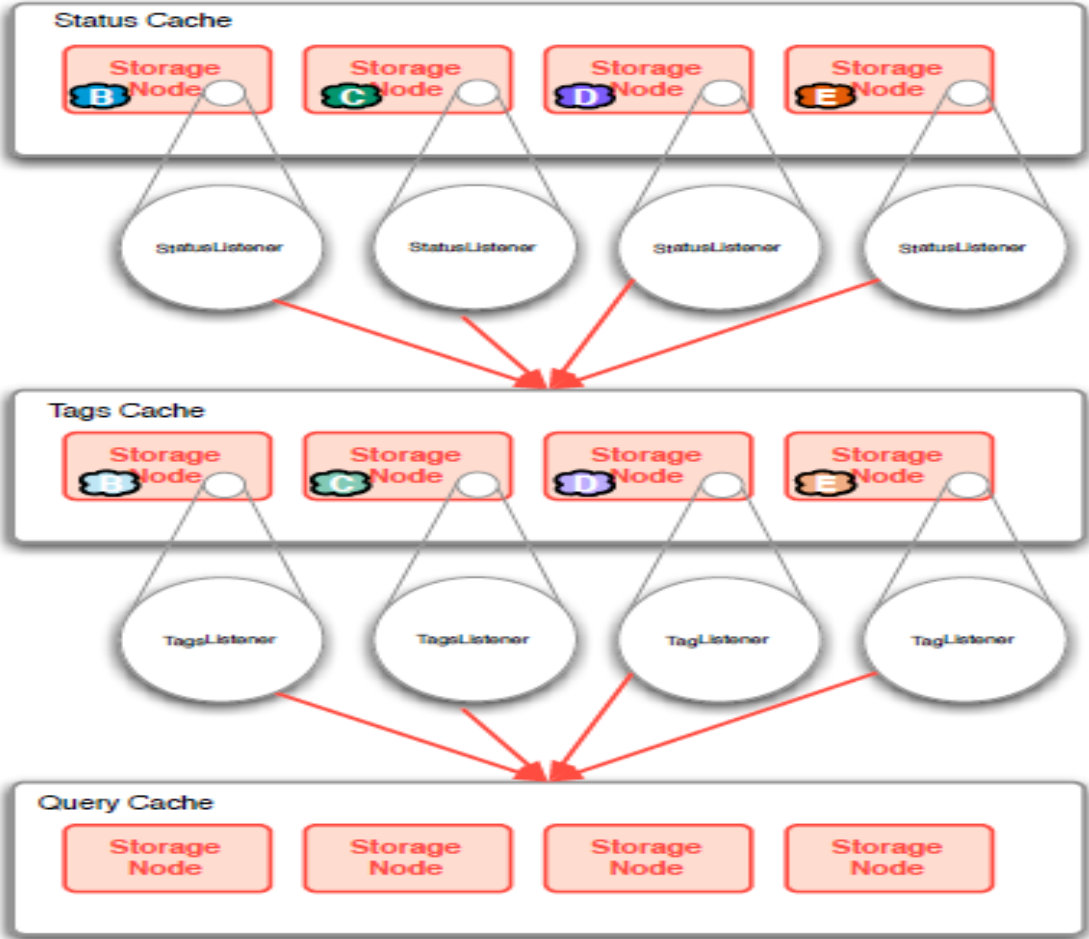 Status Cache
Storage Storage Storage Storage
B Node C Node D Node E Node
StatusListener StatusListener StatusListener StatusListener
Tags Cache
Storage Storage Storage Storage
B Node C Node D Node E Node
TagsListener TagsListener TagListener TagListener
Query Cache
Storage Storage Storage Storage
Node Node Node Node